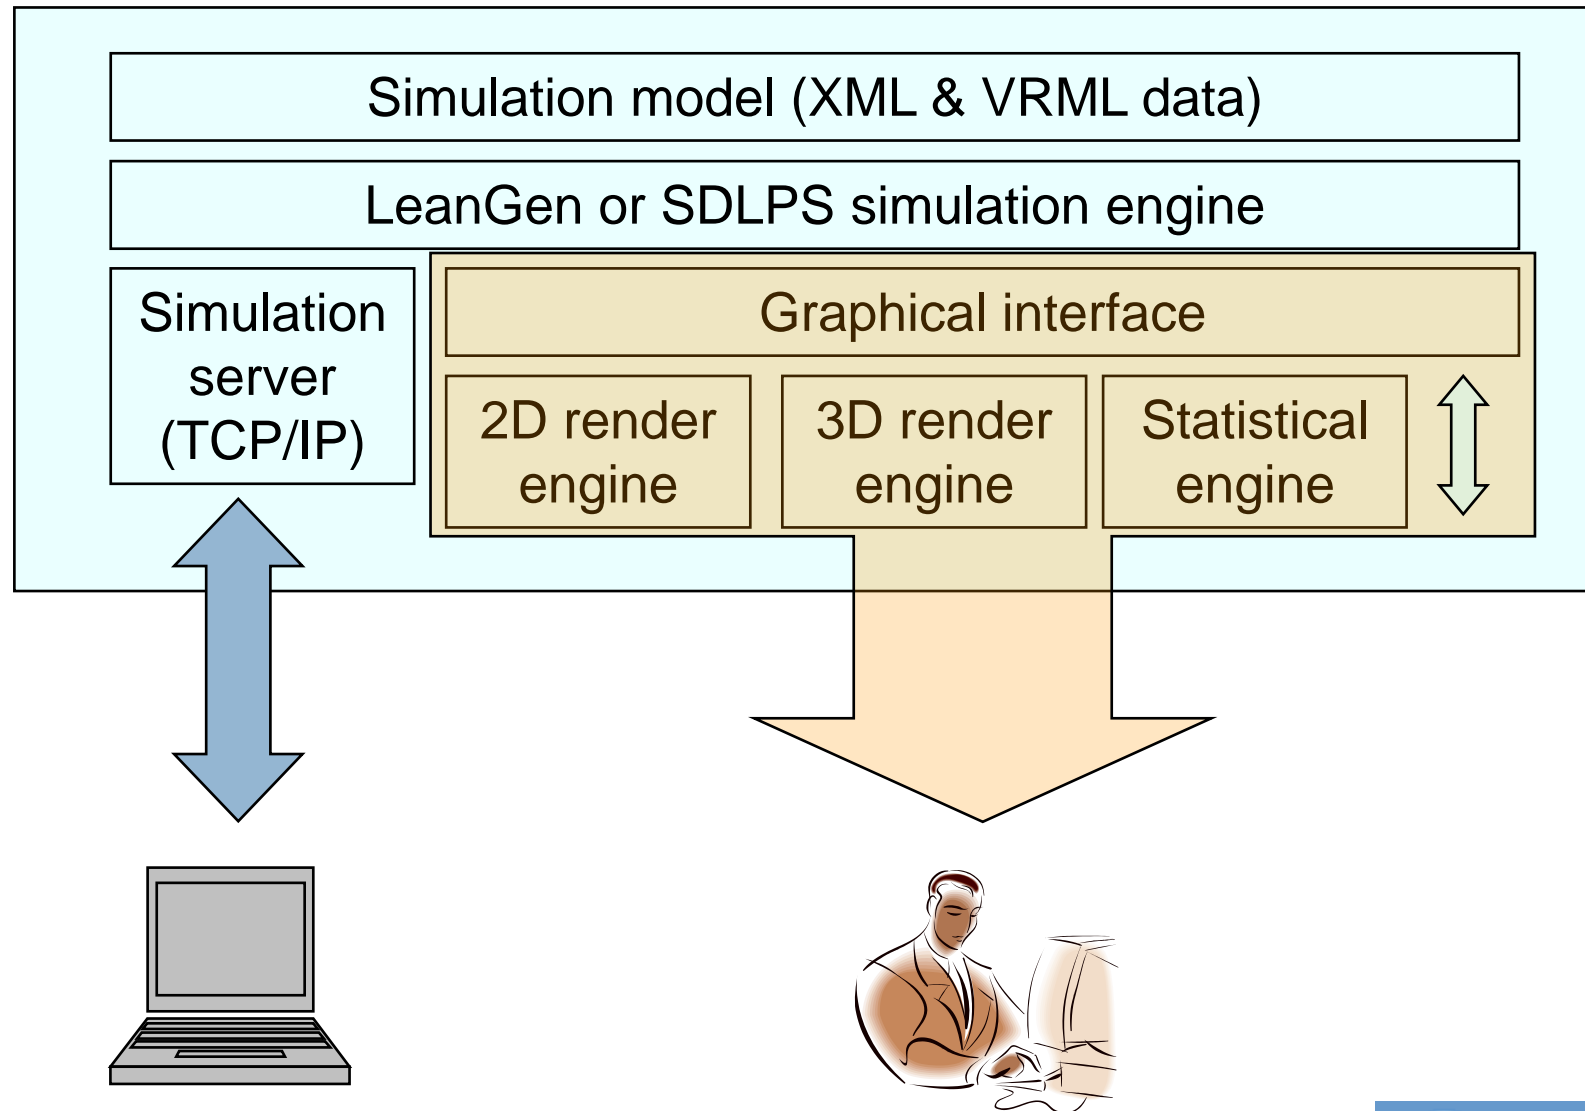 Simulation model (XML & VRML data)
LeanGen or SDLPS simulation engine
Simulation
server
(TCP/IP)
Graphical interface
2D render
engine
3D render
engine
Statistical
engine